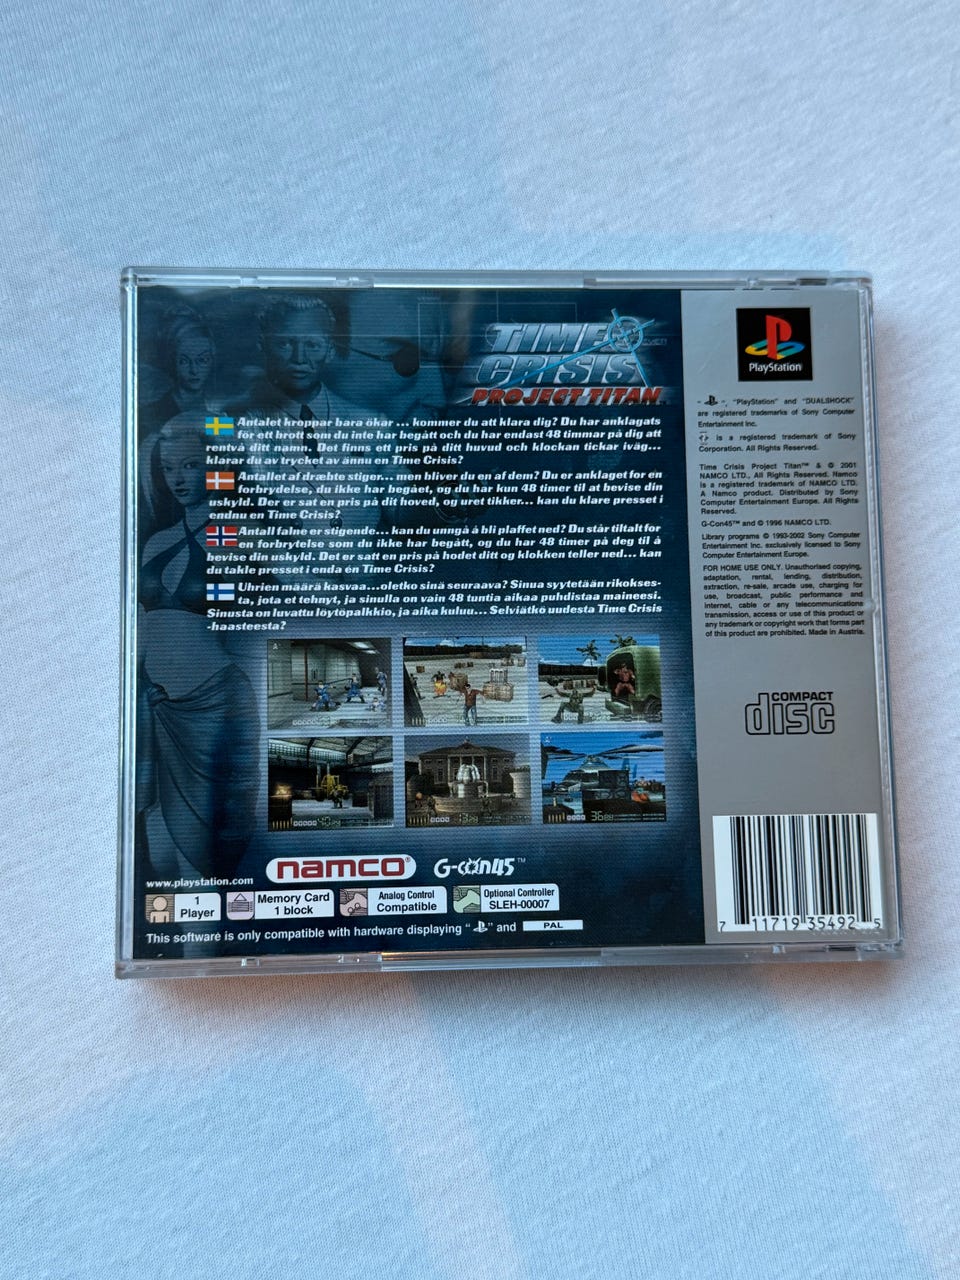 TIME CRISIS
PROJECT TITAN
Antalet kroppar bara ökar ... kommer du att klara dig? Du har anklagats
för ett brott som du inte har begått och du har endast 48 timmar på dig att
rentvå ditt namn. Det finns ett pris på ditt huvud och klockan tickar iväg...
klarar du av trycket av ännu en Time Crisis?
Antallet af dræbte stiger... men bliver du en af dem? Du er anklaget for en
forbrydelse, du ikke har begået, og du har kun 48 timer til at bevise din
uskyld. Der er sat en pris på dit hoved, og uret tikker... kan du klare presset i
endnu en Time Crisis?
Antall falne er stigende... kan du unngå å bli plaffet ned? Du står tiltalt for
en forbrytelse som du ikke har begått, og du har 48 timer på deg til å
bevise din uskyld. Det er satt en pris på hodet ditt og klokken teller ned... kan
du takle presset i enda én Time Crisis?
Uhrien määrä kasvaa...oletko sinä seuraava? Sinua syytetään rikokses-
ta, jota et tehnyt, ja sinulla on vain 48 tuntia aikaa puhdistaa maineesi.
Sinusta on luvattu löytöpalkkio, ja aika kuluu... Selviätkö uudesta Time Crisis
-haasteesta?
namco®
G-con45™
www.playstation.com
1
Player
Memory Card
1 block
Analog Control
Compatible
Optional Controller
SLEH-00007
This software is only compatible with hardware displaying " " and PAL
PlayStation
" ", "PlayStation" and "DUALSHOCK"
are registered trademarks of Sony Computer
Entertainment Inc.
is a registered trademark of Sony
Corporation. All Rights Reserved.
Time Crisis Project Titan™ & © 2001
NAMCO LTD., All Rights Reserved. Namco
is a registered trademark of NAMCO LTD.
A Namco product. Distributed by Sony
Computer Entertainment Europe. All Rights
Reserved.
G-Con45™ and © 1996 NAMCO LTD.
Library programs © 1993-2002 Sony Computer
Entertainment Inc. exclusively licensed to Sony
Computer Entertainment Europe.
FOR HOME USE ONLY. Unauthorised copying,
adaptation, rental, lending, distribution,
extraction, re-sale, arcade use, charging for
use, broadcast, public performance and
internet, cable or any telecommunications
transmission, access or use of this product or
any trademark or copyright work that forms part
of this product are prohibited. Made in Austria.
COMPACT
disc
7 11719 35492 5